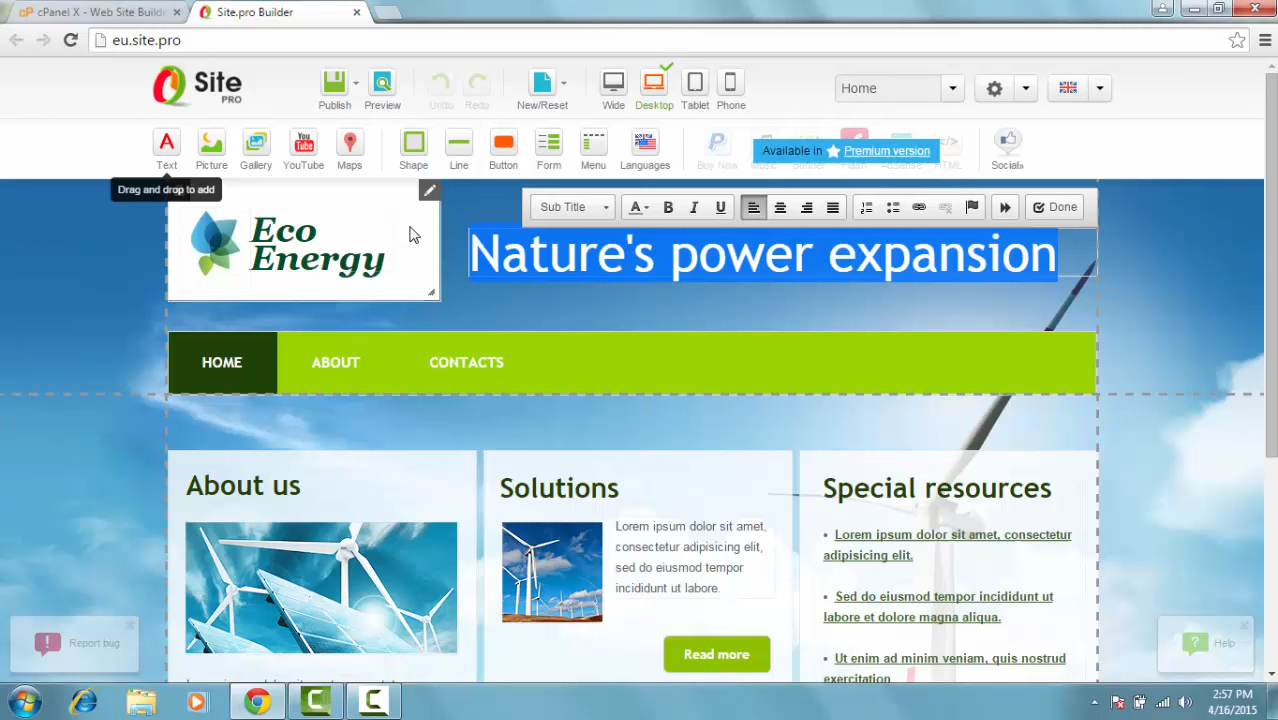 cPanel X - Web Site Builde
Site.pro Builder
eu.site.pro
Site PRO
Publish
Preview
Undo
Redo
New/Reset
Wide
Desktop
Tablet
Phone
Home
Text
Picture
Gallery
YouTube
Maps
Shape
Line
Button
Form
Menu
Languages
Buy Now
Available in Premium version
Socials
Drag and drop to add
Sub Title
Done
Eco
Energy
Nature's power expansion
HOME ABOUT CONTACTS
About us
Solutions
Lorem ipsum dolor sit amet,
consectetur adipisicing elit,
sed do eiusmod tempor
incididunt ut labore.
Read more
Special resources
Lorem ipsum dolor sit amet, consectetur
adipisicing elit.
Sed do eiusmod tempor incididunt ut
labore et dolore magna aliqua.
Ut enim ad minim veniam, quis nostrud
exercitation
Report bug
Help
2:57 PM
4/16/2015